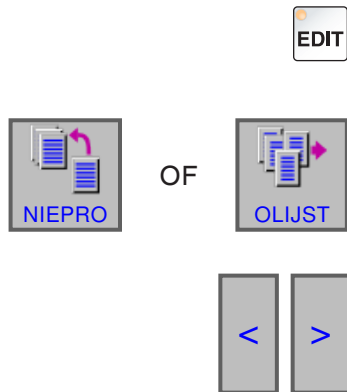 EDIT
OF
NIEPRO
OLIJST
< >